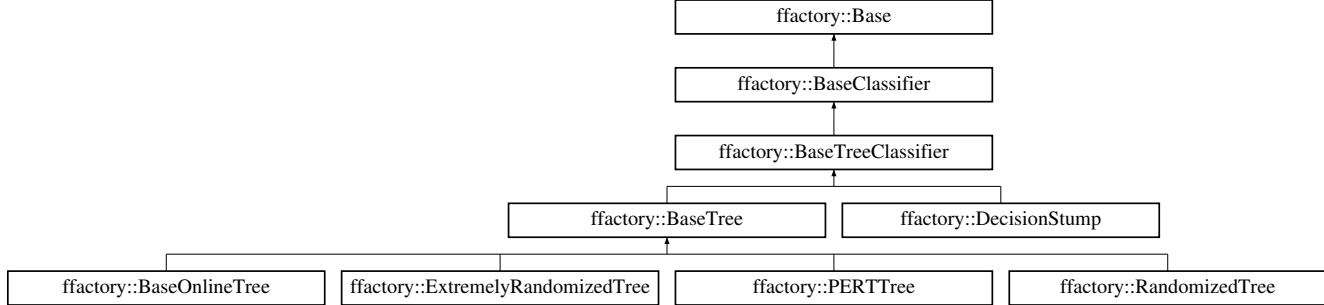 ffactory::Base
ffactory::BaseClassifier
ffactory::BaseTreeClassifier
ffactory::BaseTree
ffactory::DecisionStump
ffactory::BaseOnlineTree
ffactory::ExtremelyRandomizedTree
ffactory::PERTTree
ffactory::RandomizedTree